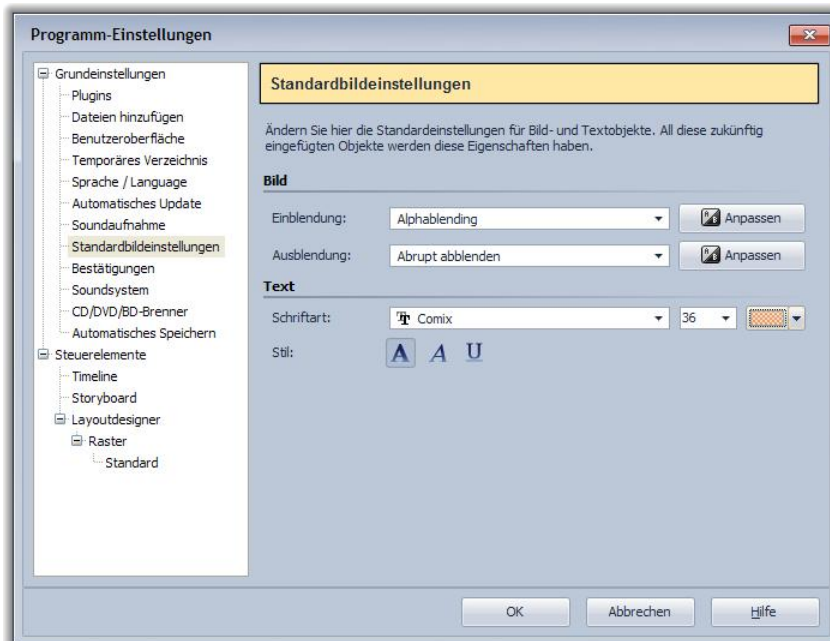 Programm-Einstellungen
Grundeinstellungen
Plugins
Dateien hinzufügen
Benutzeroberfläche
Temporäres Verzeichnis
Sprache / Language
Automatisches Update
Soundaufnahme
Standardbildeinstellungen
Bestätigungen
Soundsystem
CD/DVD/BD-Brenner
Automatisches Speichern
Steuerelemente
Timeline
Storyboard
Layoutdesigner
Raster
Standard
Standardbildeinstellungen
Ändern Sie hier die Standardeinstellungen für Bild- und Textobjekte. All diese zukünftig
eingefügten Objekte werden diese Eigenschaften haben.
Bild
Einblendung: Alphablending Anpassen
Ausblendung: Abrupt abblenden Anpassen
Text
Schriftart: Comix 36
Stil: A A U
OK Abbrechen Hilfe